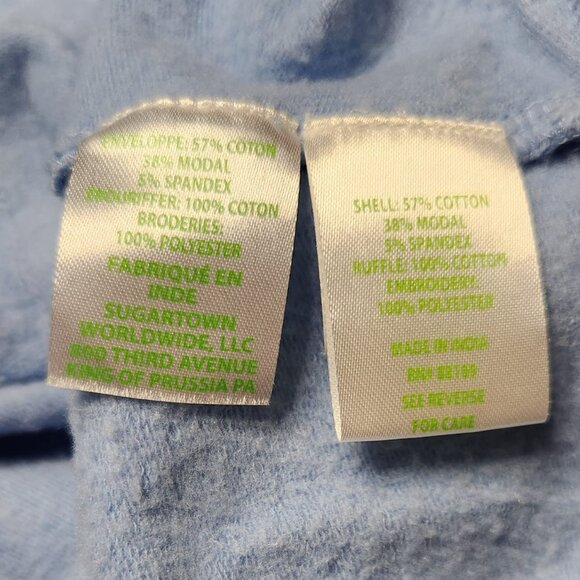 ENVELOPPE: 57% COTON
38% MODAL
5% SPANDEX
100% COTON
BRODERIES:
100% POLYESTER
FABRIQUÉ EN
INDE
SUGARTOWN
WORLDWIDE, LLC
800 THIRD AVENUE
KING OF PRUSSIA PA
SHELL: 57% COTTON
38% MODAL
5% SPANDEX
RUFFLE: 100% COTTON
EMBROIDERY:
100% POLYESTER
MADE IN INDIA
RN#
SEE REVERSE
FOR CARE